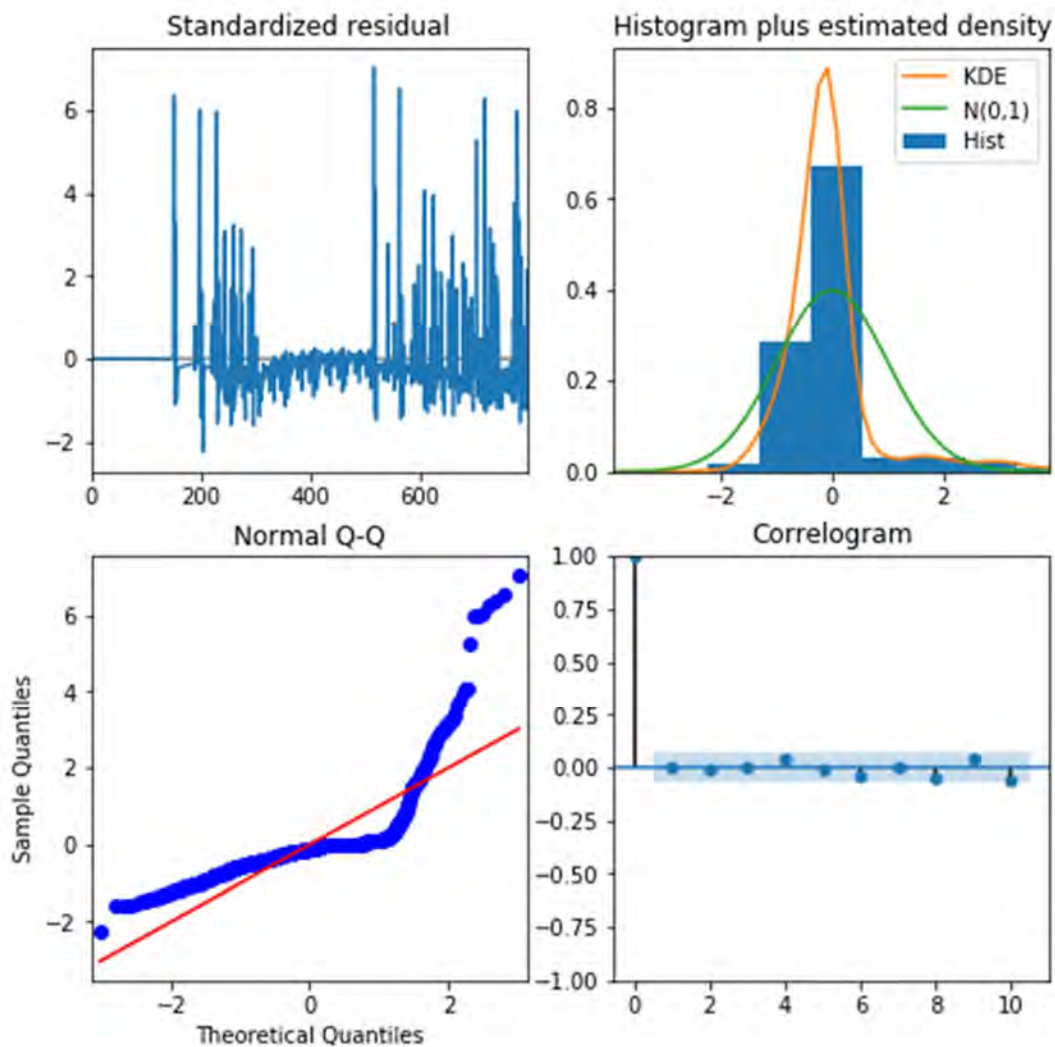 Standardized residual
6
4
2
0
−2
0 200 400 600
Histogram plus estimated density
KDE
N(0,1)
Hist
0.8
0.6
0.4
0.2
0.0
−2 0 2 4
Normal Q-Q
Sample Quantiles
6
4
2
0
−2
−2 0 2
Theoretical Quantiles
Correlogram
1.00
0.75
0.50
0.25
0.00
−0.25
−0.50
−0.75
−1.00
0 2 4 6 8 10